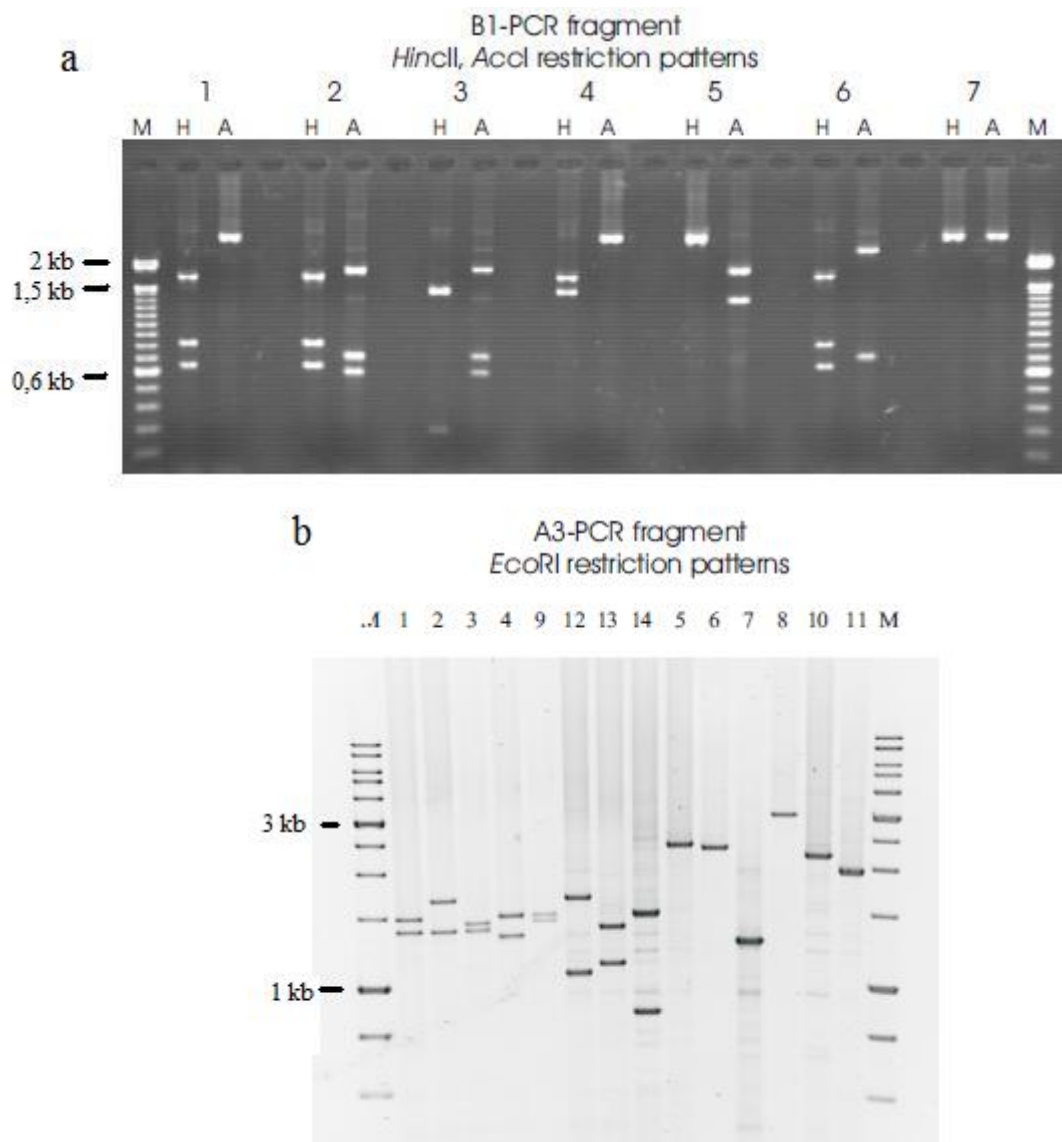 a
B1-PCR fragment
HincII, AccI restriction patterns
1 2 3 4 5 6 7
M H A H A H A H A H A H A H A M
2 kb
1,5 kb
0,6 kb
b
A3-PCR fragment
EcoRI restriction patterns
1 2 3 4 9 12 13 14 5 6 7 8 10 11 M
3 kb
1 kb